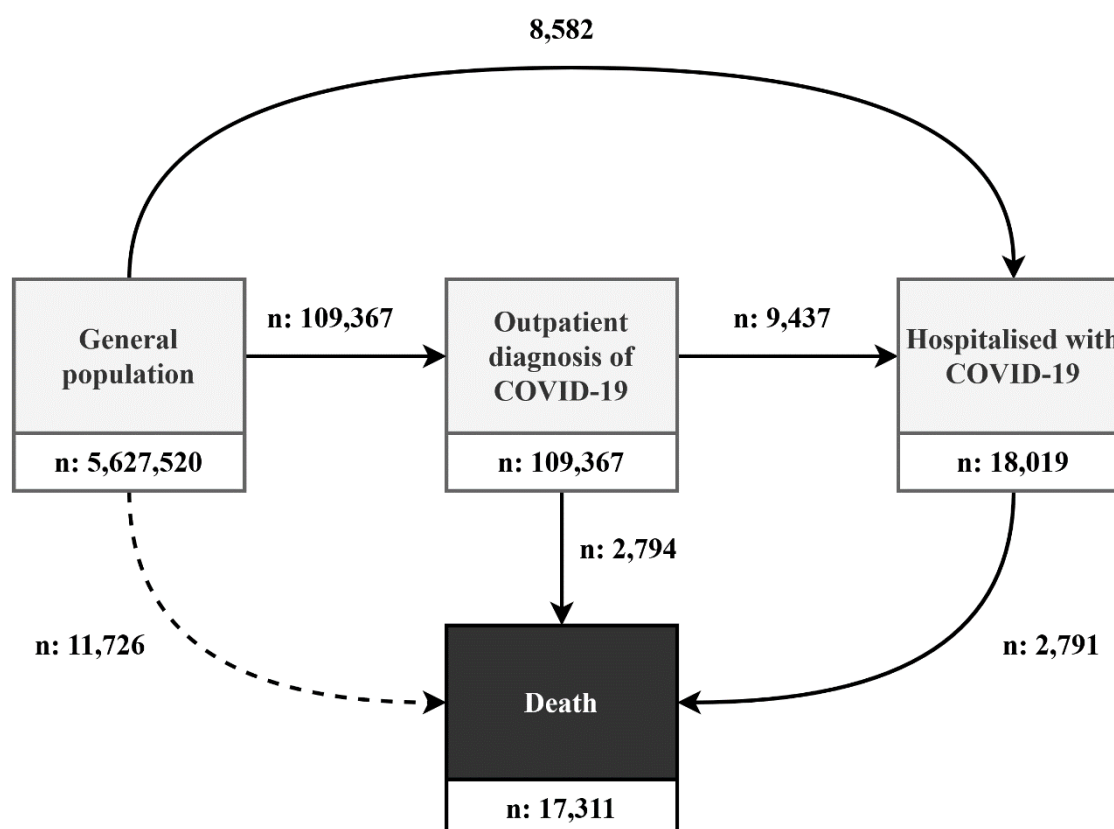 8,582
General
population
n: 5,627,520
n: 109,367
Outpatient
diagnosis of
COVID-19
n: 109,367
n: 9,437
Hospitalised with
COVID-19
n: 18,019
n: 11,726
n: 2,794
n: 2,791
Death
n: 17,311